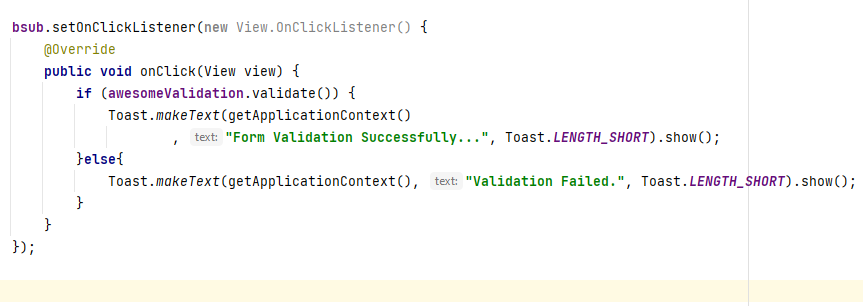 bsub.setOnClickListener(new View.OnClickListener() {
    @Override
    public void onClick(View view) {
        if (awesomeValidation.validate()) {
            Toast.makeText(getApplicationContext()
                    , text: "Form Validation Successfully...", Toast.LENGTH_SHORT).show();
        }else{
            Toast.makeText(getApplicationContext(), text: "Validation Failed.", Toast.LENGTH_SHORT).show();
        }
    }
});